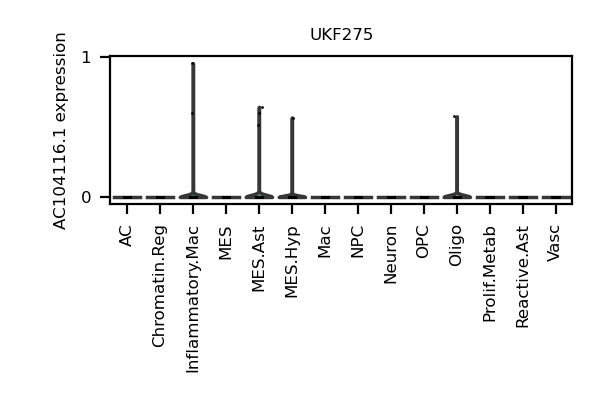 UKF275
AC104116.1 expression
1
0
AC
Chromatin.Reg
Inflammatory.Mac
MES
MES.Ast
MES.Hyp
Mac
NPC
Neuron
OPC
Oligo
Prolif.Metab
Reactive.Ast
Vasc